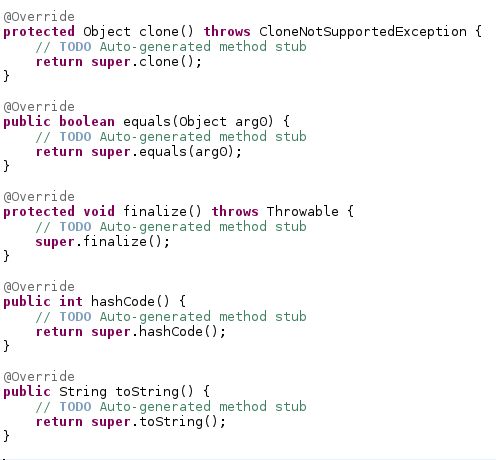 @Override
protected Object clone() throws CloneNotSupportedException {
    // TODO Auto-generated method stub
    return super.clone();
}
@Override
public boolean equals(Object arg0) {
    // TODO Auto-generated method stub
    return super.equals(arg0);
}
@Override
protected void finalize() throws Throwable {
    // TODO Auto-generated method stub
    super.finalize();
}
@Override
public int hashCode() {
    // TODO Auto-generated method stub
    return super.hashCode();
}
@Override
public String toString() {
    // TODO Auto-generated method stub
    return super.toString();
}